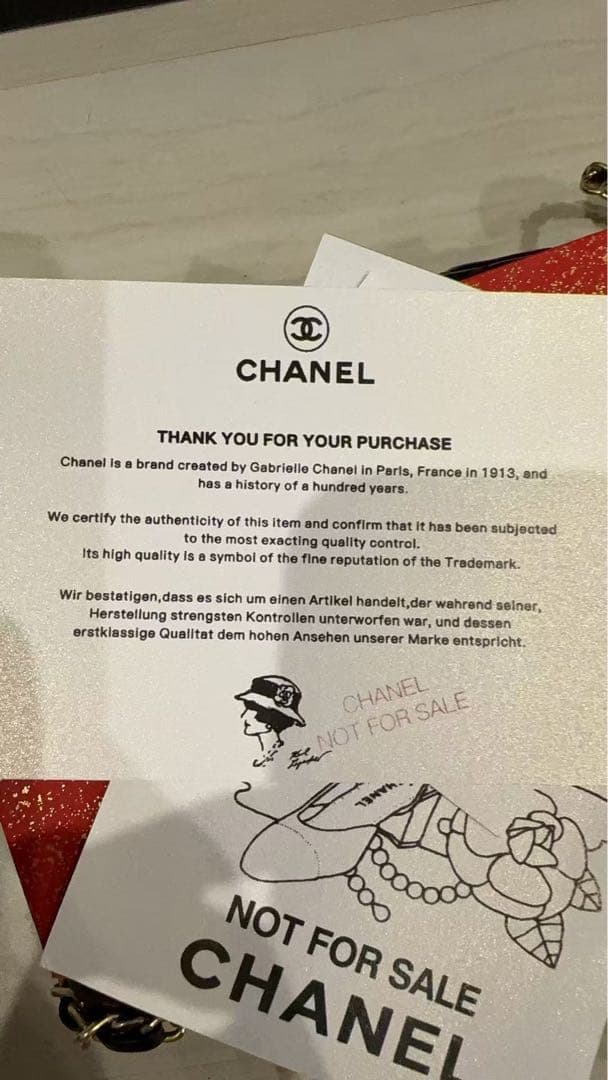 CHANEL
THANK YOU FOR YOUR PURCHASE
Chanel is a brand created by Gabrielle Chanel in Paris, France in 1913, and
has a history of a hundred years.
We certify the authenticity of this item and confirm that it has been subjected
to the most exacting quality control.
Its high quality is a symbol of the fine reputation of the Trademark.
Wir bestatigen,dass es sich um einen Artikel handelt,der wahrend seiner,
Herstellung strengsten Kontrollen unterworfen war, und dessen
erstklassige Qualitat dem hohen Ansehen unserer Marke entspricht.
CHANEL
NOT FOR SALE
CHANEL
NOT FOR SALE
CHANEL